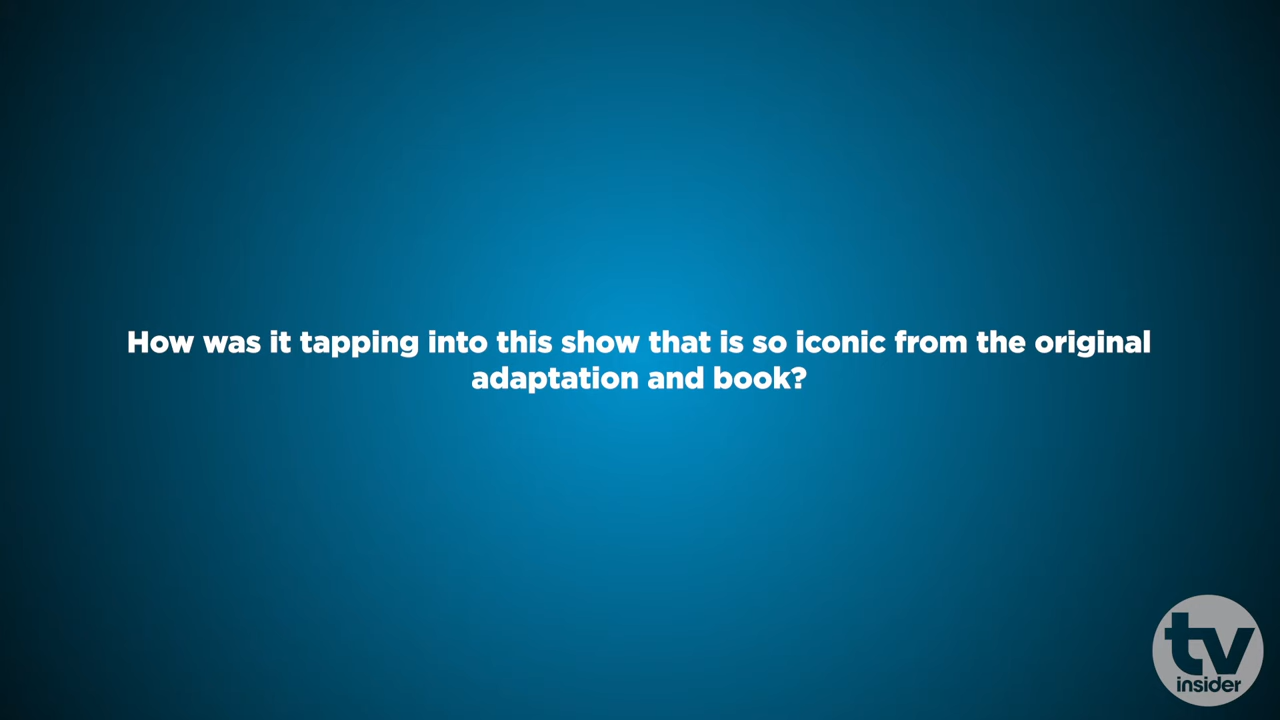 How was it tapping into this show that is so iconic from the original
adaptation and book?
tv
insider